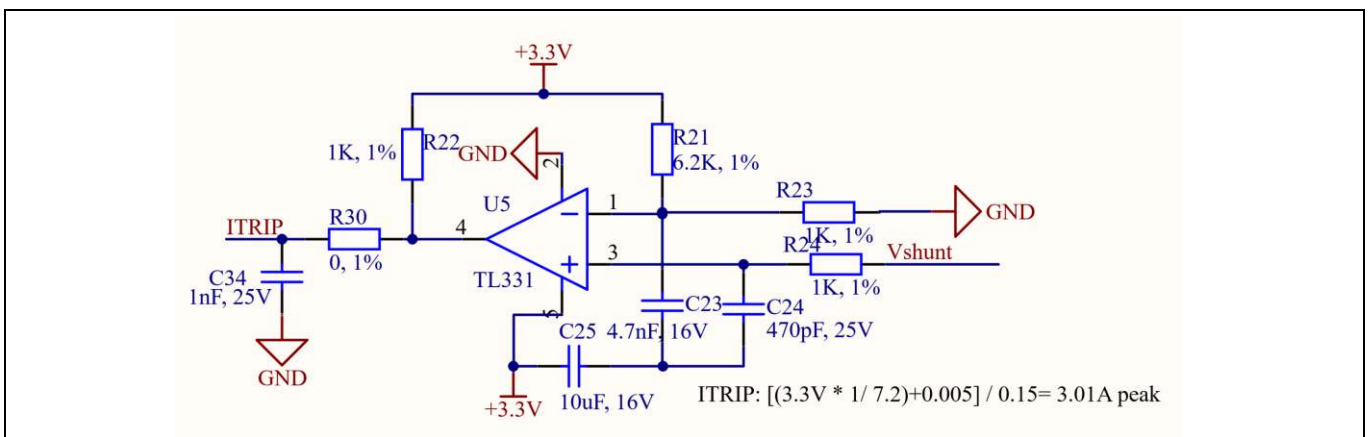 +3.3V
R22
1K, 1%
GND
2
R21
6.2K, 1%
U5
1
R23
1K, 1%
GND
ITRIP
R30
0, 1%
4
3
R24
1K, 1%
Vshunt
TL331
C34
1nF, 25V
GND
5
C25
10uF, 16V
+3.3V
C23
4.7nF, 16V
C24
470pF, 25V
ITRIP: [(3.3V * 1/ 7.2)+0.005] / 0.15= 3.01A peak